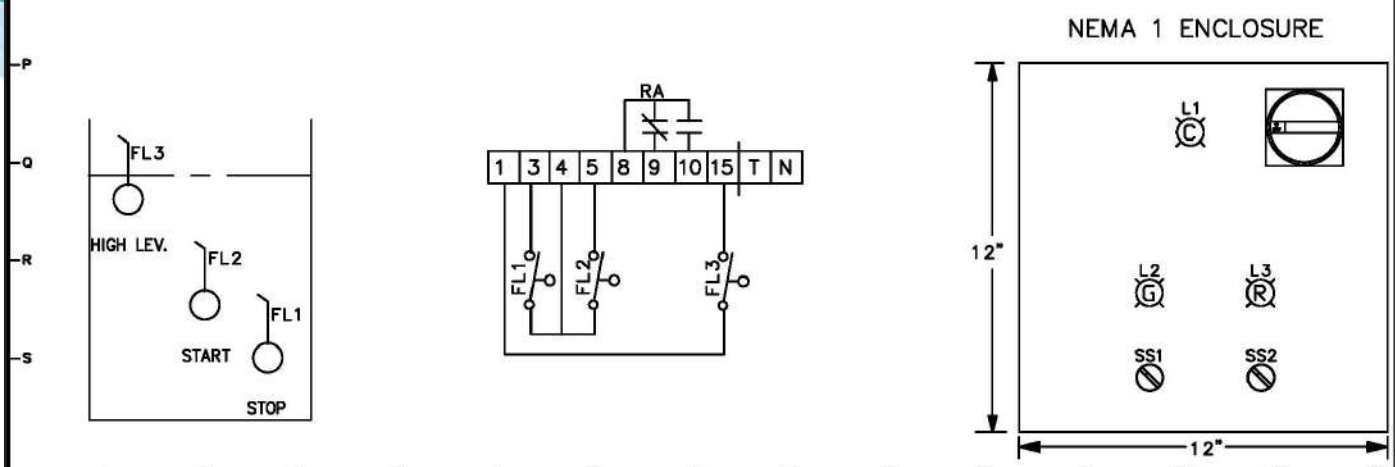 P
Q
R
S
FL3
HIGH LEV.
FL2
START
FL1
STOP
RA
1 3 4 5 8 9 10 15 T N
FL1 FL2 FL3
NEMA 1 ENCLOSURE
L1
C
12"
L2 L3
G R
SS1 SS2
12"